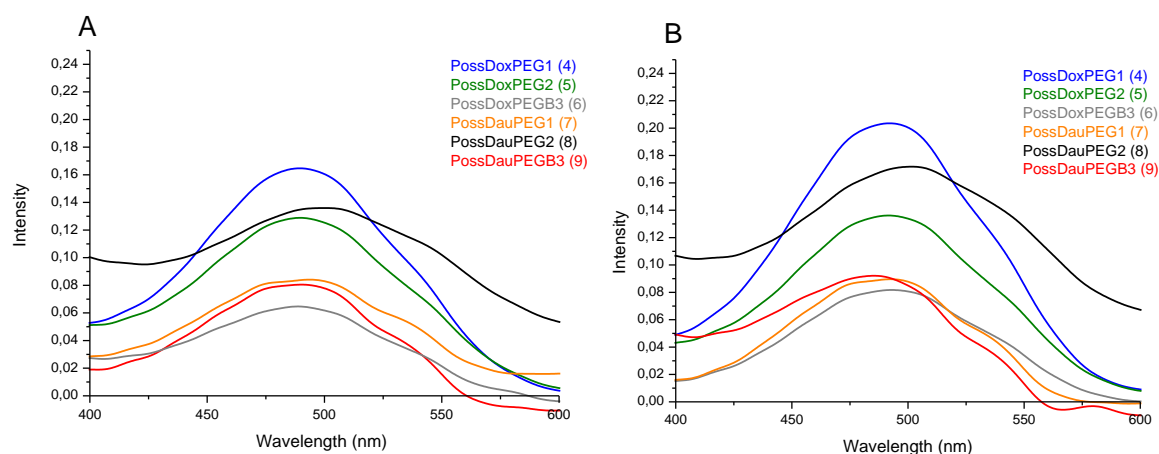 A
0,24
0,22
0,20
0,18
0,16
0,14
0,12
0,10
0,08
0,06
0,04
0,02
0,00
400
450
500
550
600
Intensity
Wavelength (nm)
PossDoxPEG1 (4)
PossDoxPEG2 (5)
PossDoxPEGB3 (6)
PossDauPEG1 (7)
PossDauPEG2 (8)
PossDauPEGB3 (9)
B
0,24
0,22
0,20
0,18
0,16
0,14
0,12
0,10
0,08
0,06
0,04
0,02
0,00
400
450
500
550
600
Intensity
Wavelength (nm)
PossDoxPEG1 (4)
PossDoxPEG2 (5)
PossDoxPEGB3 (6)
PossDauPEG1 (7)
PossDauPEG2 (8)
PossDauPEGB3 (9)